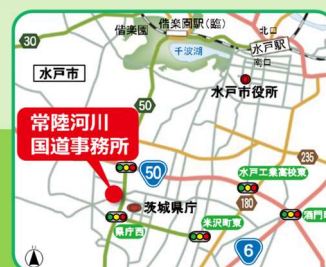 偕楽園
偕楽園駅(臨)
北口
水戸駅
南口
千波湖
30
水戸市
水戸市役所
50
常陸河川
国道事務所
50
235
水戸工業高校東
180
茨城県庁
県庁西
米沢町東
酒門町
6